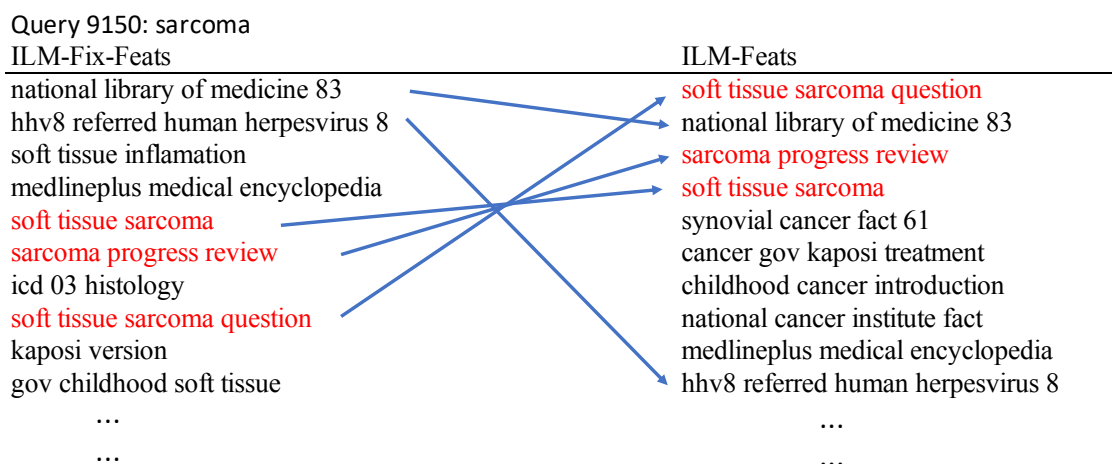 Query 9150: sarcoma
ILM-Fix-Feats
national library of medicine 83
hhv8 referred human herpesvirus 8
soft tissue inflamation
medlineplus medical encyclopedia
soft tissue sarcoma
sarcoma progress review
icd 03 histology
soft tissue sarcoma question
kaposi version
gov childhood soft tissue
...
...
ILM-Feats
soft tissue sarcoma question
national library of medicine 83
sarcoma progress review
soft tissue sarcoma
synovial cancer fact 61
cancer gov kaposi treatment
childhood cancer introduction
national cancer institute fact
medlineplus medical encyclopedia
hhv8 referred human herpesvirus 8
...
...